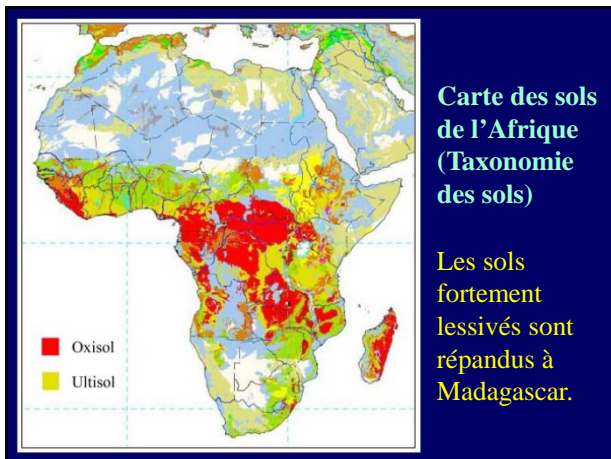 Carte des sols
de l’Afrique
(Taxonomie
des sols)
Les sols
fortement
lessivés sont
répandus à
Madagascar.
Oxisol
Ultisol